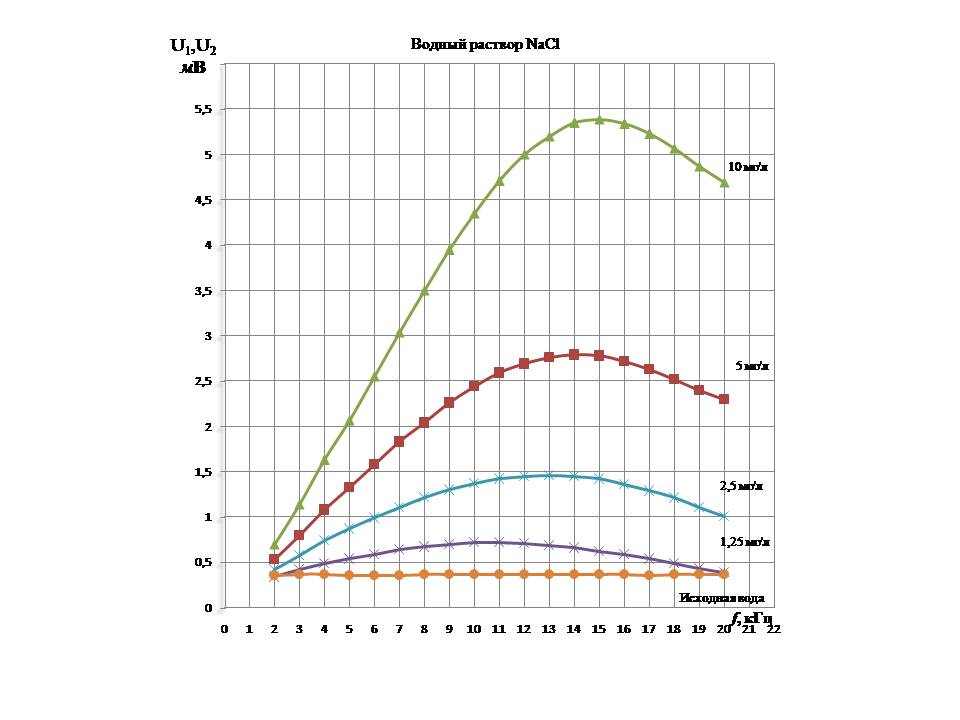 Водный раствор NaCl
U1,U2
мВ
5,5
5
4,5
4
3,5
3
2,5
2
1,5
1
0,5
0
10 мг/л
5 мг/л
2,5 мг/л
1,25 мг/л
Исходная вода
f, кГц
0 1 2 3 4 5 6 7 8 9 10 11 12 13 14 15 16 17 18 19 20 21 22